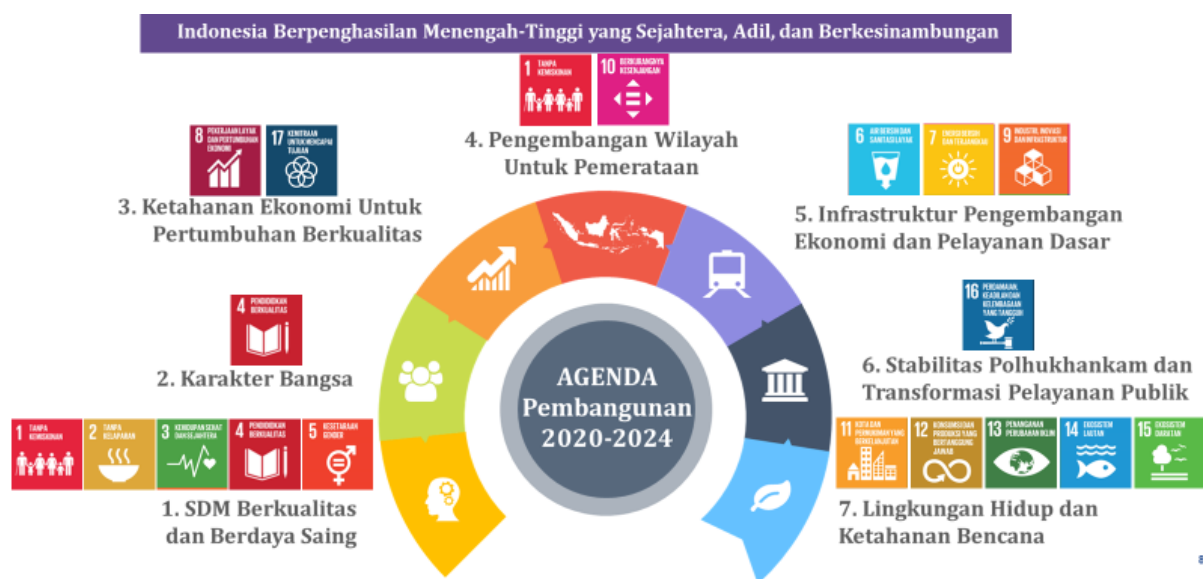 Indonesia Berpenghasilan Menengah-Tinggi yang Sejahtera, Adil, dan Berkesinambungan
1 TANPA
KEMISKINAN
10 BERKURANGNYA
KESENJANGAN
4. Pengembangan Wilayah
Untuk Pemerataan
8 PEKERJAAN LAYAK
DAN PERTUMBUHAN
EKONOMI
17 KEMITRAAN
UNTUK MENCAPAI
TUJUAN
3. Ketahanan Ekonomi Untuk
Pertumbuhan Berkualitas
6 AIR BERSIH DAN
SANITASI LAYAK
7 ENERGI BERSIH
DAN TERJANGKAU
9 INDUSTRI, INOVASI
DAN INFRASTRUKTUR
5. Infrastruktur Pengembangan
Ekonomi dan Pelayanan Dasar
4 PENDIDIKAN
BERKUALITAS
2. Karakter Bangsa
16 PERDAMAIAN,
KEADILAN DAN
KELEMBAGAAN
YANG TANGGUH
6. Stabilitas Polhukhankam dan
Transformasi Pelayanan Publik
AGENDA
Pembangunan
2020-2024
1 TANPA
KEMISKINAN
2 TANPA
KELAPARAN
3 KEHIDUPAN SEHAT
DAN SEJAHTERA
4 PENDIDIKAN
BERKUALITAS
5 KESETARAAN
GENDER
1. SDM Berkualitas
dan Berdaya Saing
11 KOTA DAN
PERMUKIMAN YANG
BERKELANJUTAN
12 KONSUMSI DAN
PRODUKSI YANG
BERTANGGUNG
JAWAB
13 PENANGANAN
PERUBAHAN IKLIM
14 EKOSISTEM
LAUTAN
15 EKOSISTEM
DARATAN
7. Lingkungan Hidup dan
Ketahanan Bencana